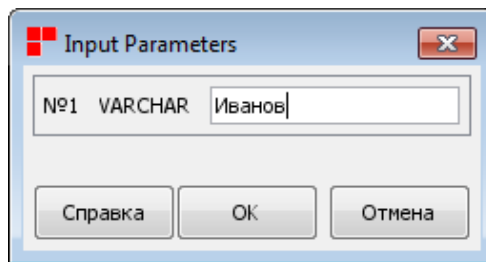 Input Parameters
№1 VARCHAR Иванов
Справка OK Отмена